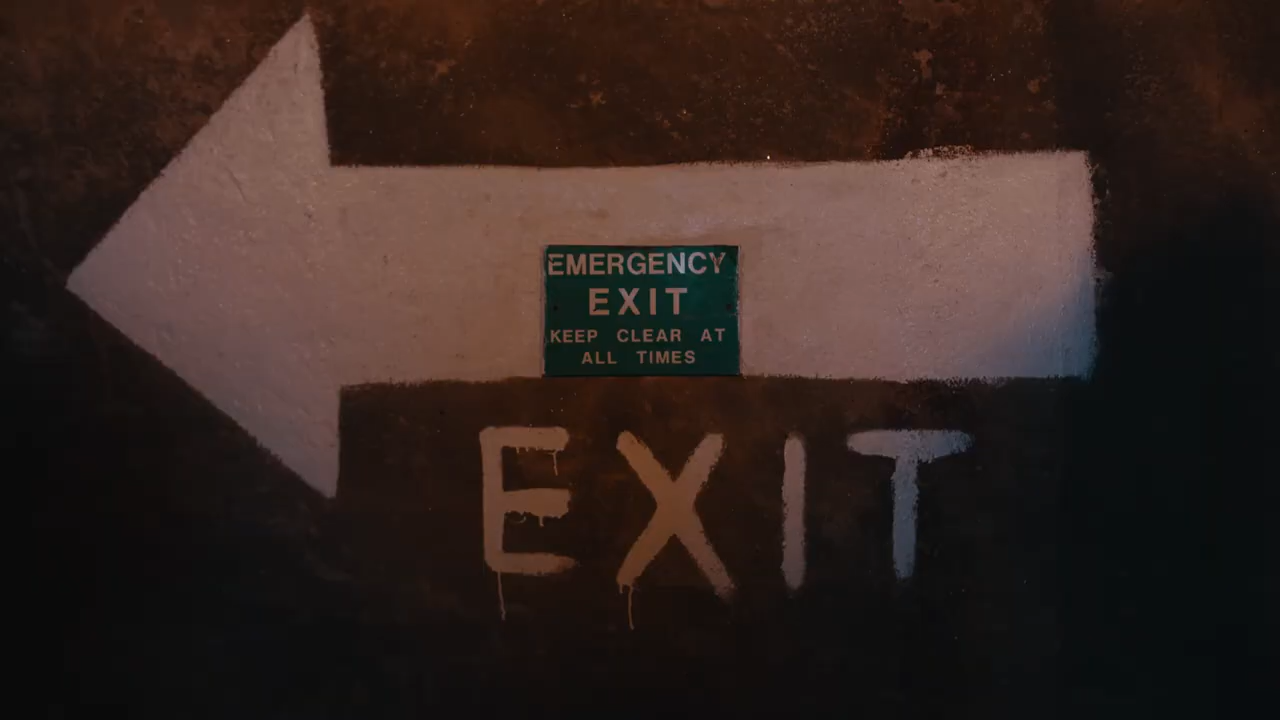 EMERGENCY
EXIT
KEEP CLEAR AT
ALL TIMES
EXIT